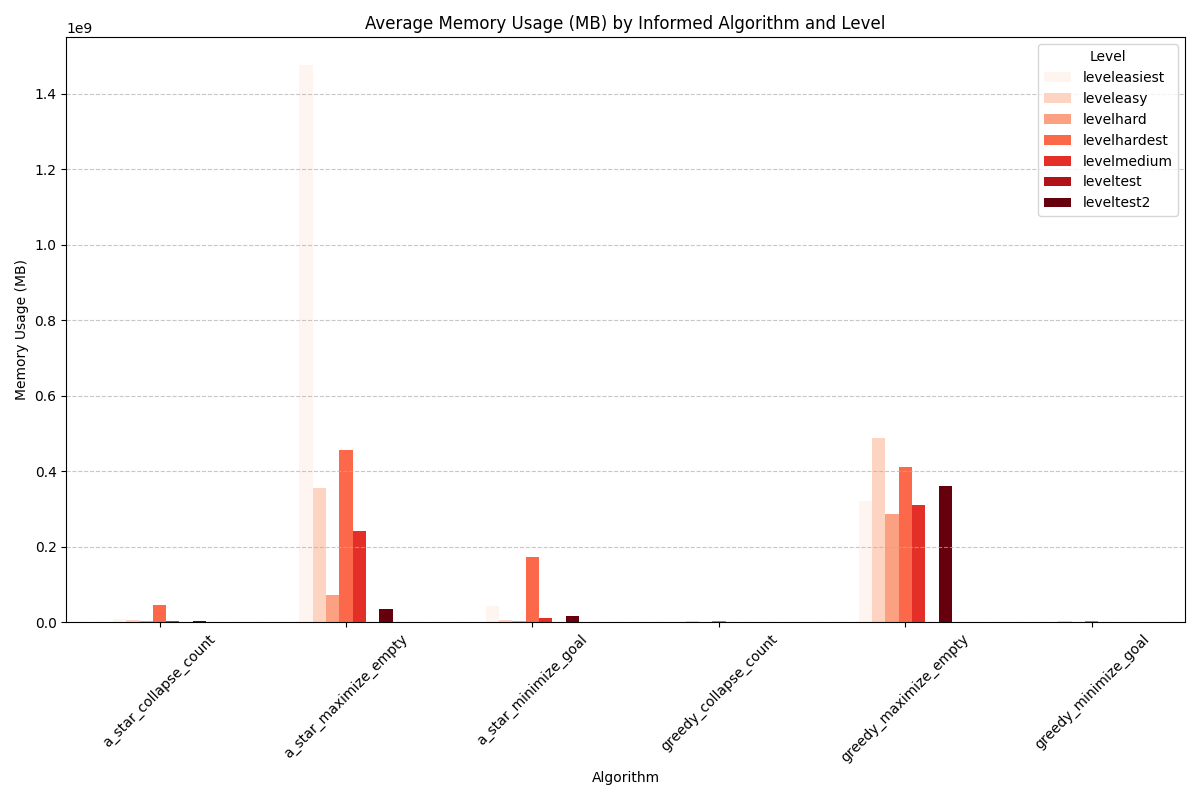 Average Memory Usage (MB) by Informed Algorithm and Level
1e9
Level
leveleasiest
leveleasy
levelhard
levelhardest
levelmedium
leveltest
leveltest2
Memory Usage (MB)
1.4
1.2
1.0
0.8
0.6
0.4
0.2
0.0
a_star_collapse_count
a_star_maximize_empty
a_star_minimize_goal
greedy_collapse_count
greedy_maximize_empty
greedy_minimize_goal
Algorithm